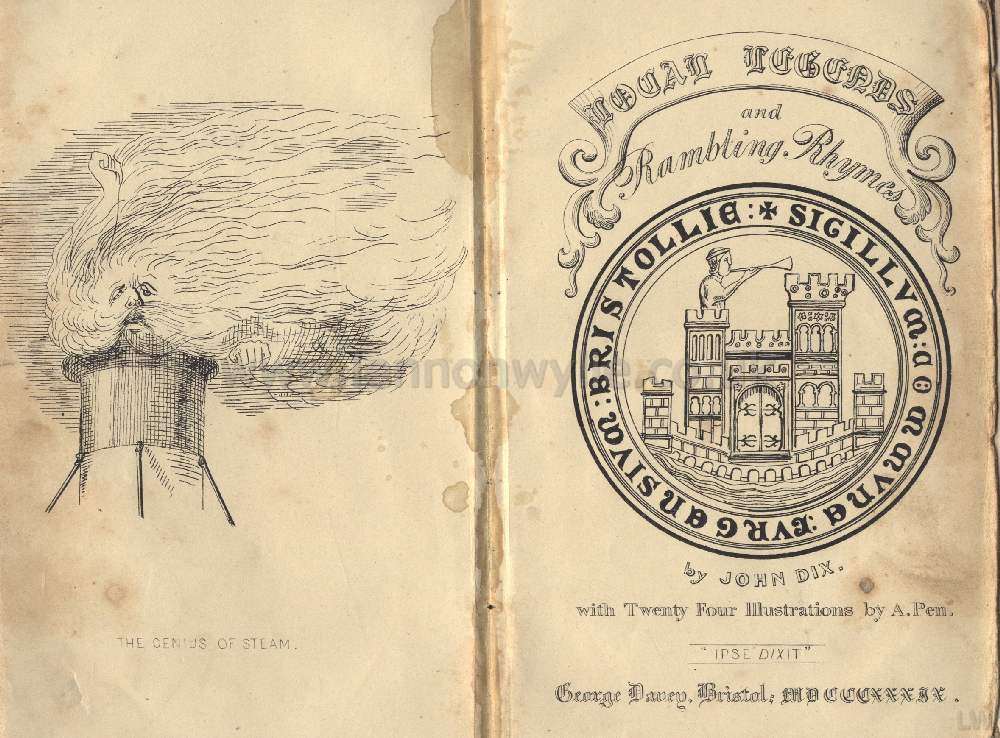 THE GENIUS OF STEAM.
LOCAL LEGENDS
and
Rambling Rhymes
✠ SIGILLVM: COMMVNE: BVRGENSIVM: BRISTOLLIE:
by JOHN DIX.
with Twenty Four Illustrations by A. Pen.
"IPSE DIXIT"
George Davey, Bristol; MDCCCXXXIX.
LW